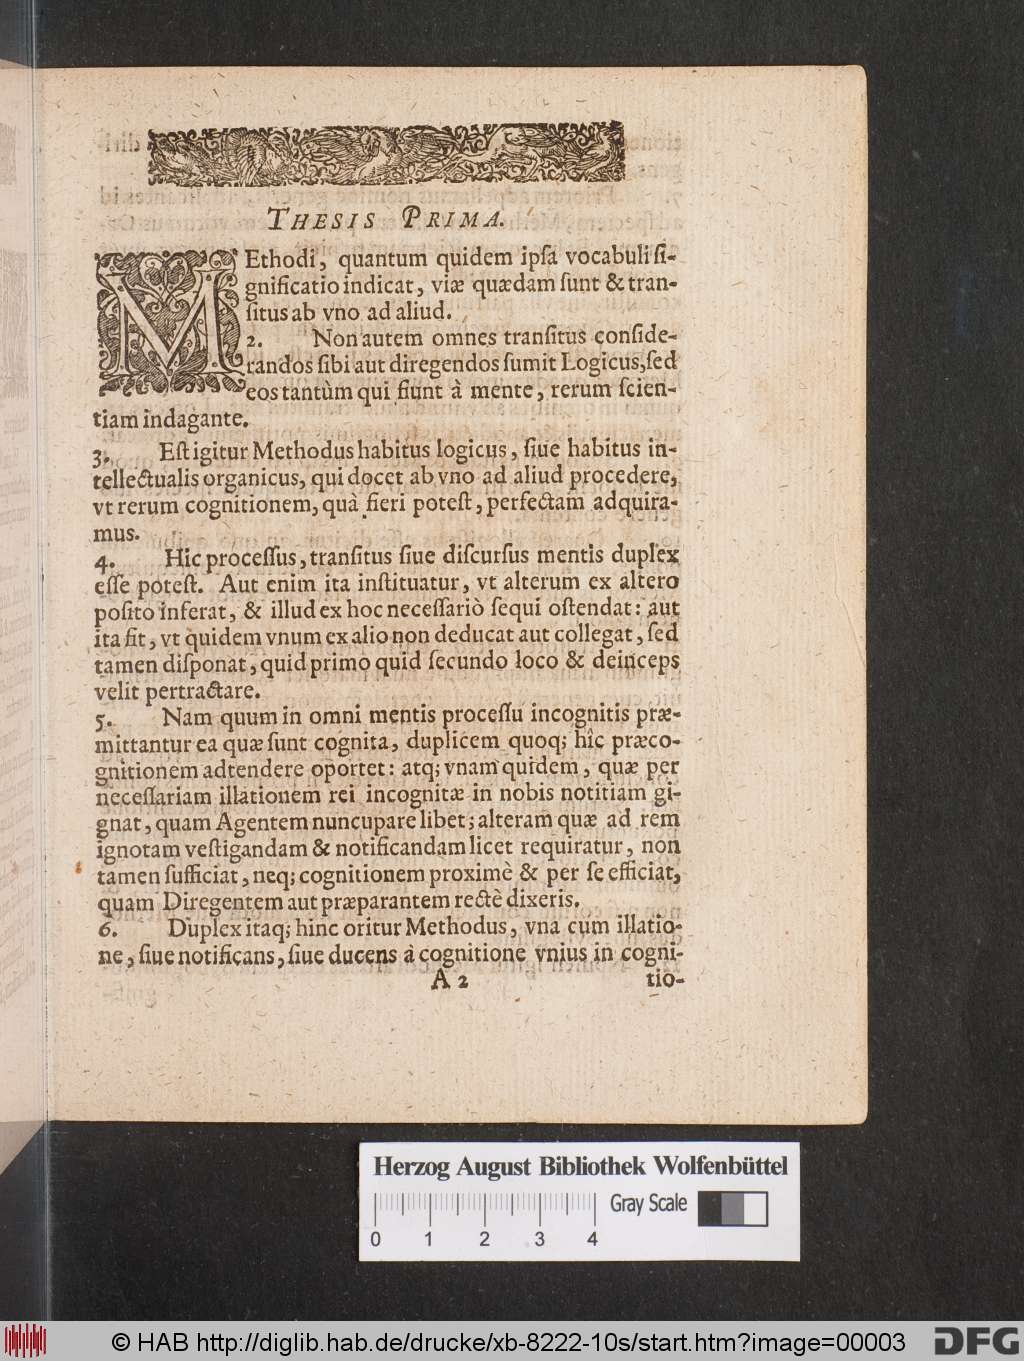 THESIS PRIMA.
MEthodi, quantum quidem ipſa vocabuli ſi-
gnificatio indicat, viæ quædam ſunt & tran-
ſitus ab vno ad aliud.
2. Non autem omnes tranſitus conſide-
randos ſibi aut diregendos ſumit Logicus, ſed
eos tantùm qui fiunt à mente, rerum ſcien-
tiam indagante.
3. Eſt igitur Methodus habitus logicus, ſiue habitus in-
tellectualis organicus, qui docet ab vno ad aliud procedere,
vt rerum cognitionem, quà fieri poteſt, perfectam adquira-
mus.
4. Hic proceſſus, tranſitus ſiue diſcurſus mentis duplex
eſſe poteſt. Aut enim ita inſtituatur, vt alterum ex altero
poſito inferat, & illud ex hoc neceſſariò ſequi oſtendat: aut
ita fit, vt quidem vnum ex alio non deducat aut collegat, ſed
tamen diſponat, quid primo quid ſecundo loco & deinceps
velit pertractare.
5. Nam quum in omni mentis proceſſu incognitis præ-
mittantur ea quæ ſunt cognita, duplicem quoq; hîc præco-
gnitionem adtendere oportet: atq; vnam quidem, quæ per
neceſſariam illationem rei incognitæ in nobis notitiam gi-
gnat, quam Agentem nuncupare libet; alteram quæ ad rem
ignotam veſtigandam & notificandam licet requiratur, non
tamen ſufficiat, neq; cognitionem proximè & per ſe efficiat,
quam Diregentem aut præparantem rectè dixeris.
6. Duplex itaq; hinc oritur Methodus, vna cum illatio-
ne, ſiue notificans, ſiue ducens à cognitione vnius in cogni-
A 2 tio-
Herzog August Bibliothek Wolfenbüttel
Gray Scale
0 1 2 3 4
© HAB http://diglib.hab.de/drucke/xb-8222-10s/start.htm?image=00003 DFG